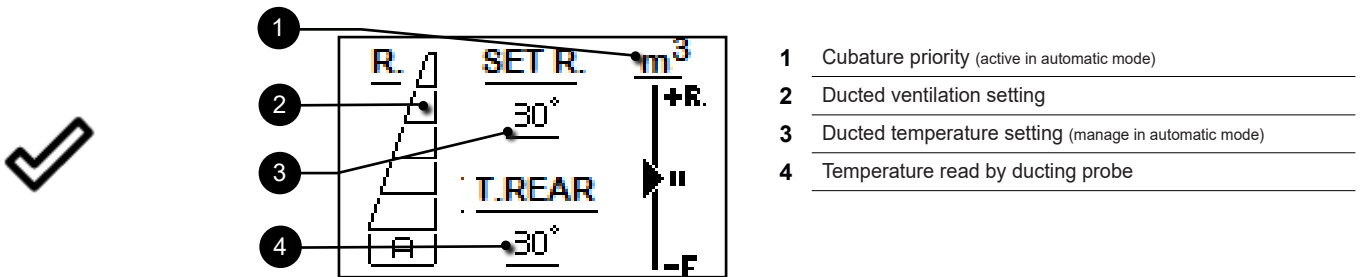 1
2
3
4
R. SET R. m³
+R.
30°
T.REAR
30°
A
"
-F
1 Cubature priority (active in automatic mode)
2 Ducted ventilation setting
3 Ducted temperature setting (manage in automatic mode)
4 Temperature read by ducting probe